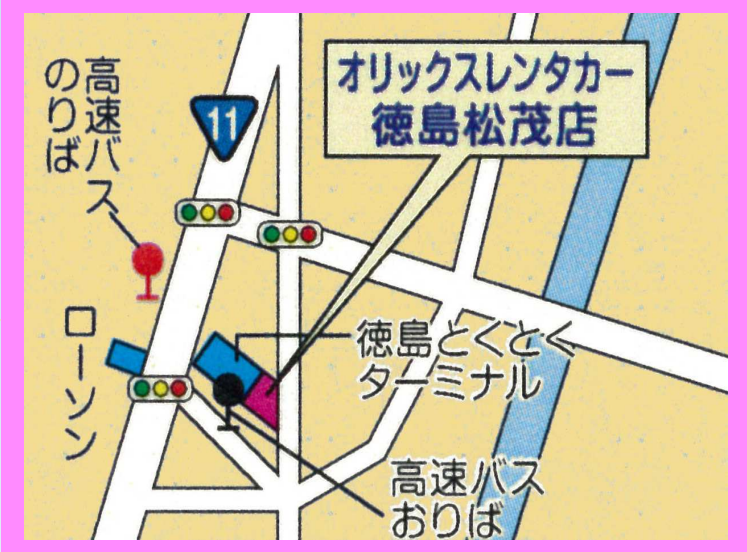 オリックスレンタカー
徳島松茂店
11
高速バス
のりば
ローソン
徳島とくとく
ターミナル
高速バス
おりば